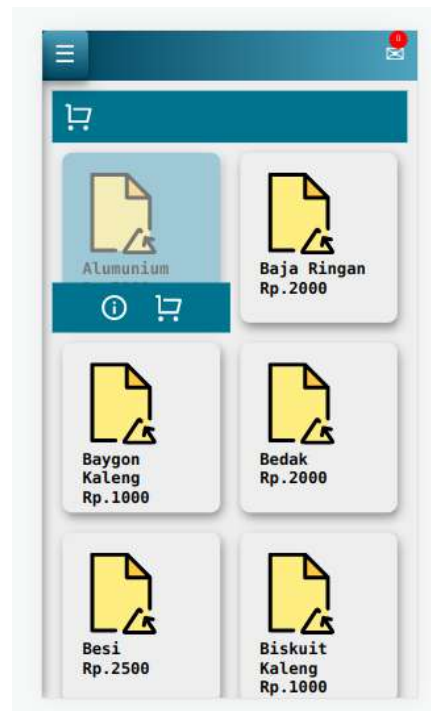 0
Alumunium
Baja Ringan
Rp.2000
Baygon
Kaleng
Rp.1000
Bedak
Rp.2000
Besi
Rp.2500
Biskuit
Kaleng
Rp.1000